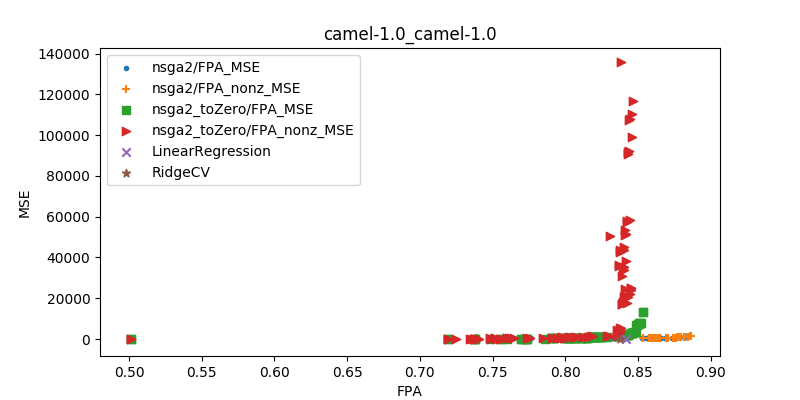 camel-1.0_camel-1.0
140000
120000
100000
80000
60000
40000
20000
0
MSE
nsga2/FPA_MSE
nsga2/FPA_nonz_MSE
nsga2_toZero/FPA_MSE
nsga2_toZero/FPA_nonz_MSE
LinearRegression
RidgeCV
0.50 0.55 0.60 0.65 0.70 0.75 0.80 0.85 0.90
FPA